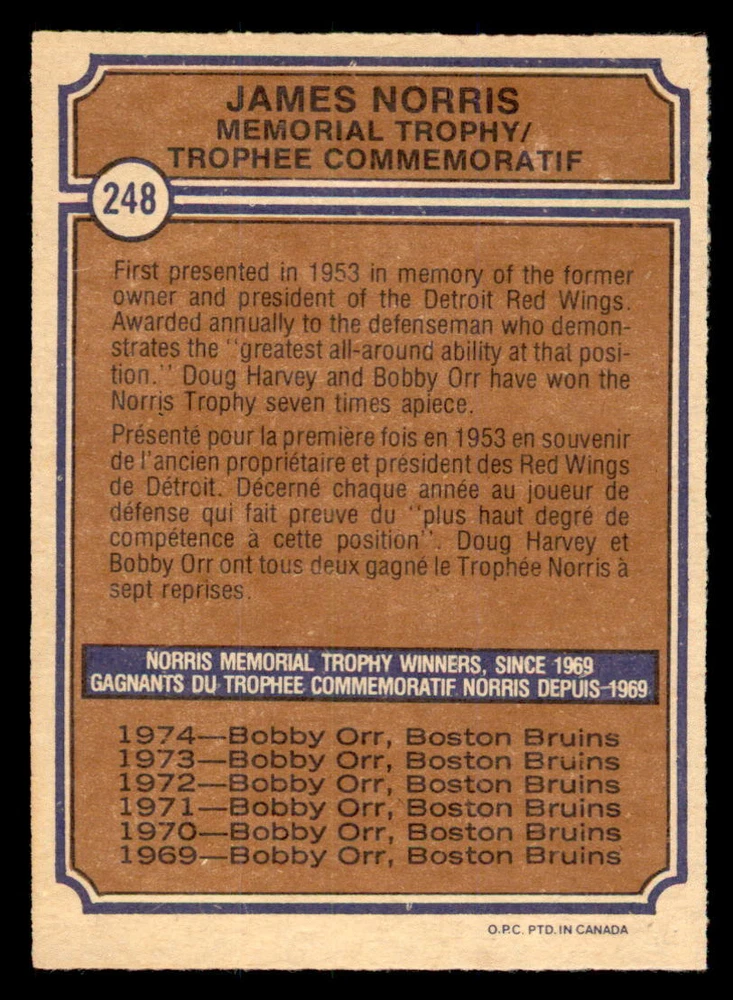 JAMES NORRIS
MEMORIAL TROPHY/
TROPHEE COMMEMORATIF
248
First presented in 1953 in memory of the former
owner and president of the Detroit Red Wings.
Awarded annually to the defenseman who demon-
strates the "greatest all-around ability at that posi-
tion." Doug Harvey and Bobby Orr have won the
Norris Trophy seven times apiece.
Présenté pour la première fois en 1953 en souvenir
de l'ancien propriétaire et président des Red Wings
de Détroit. Décerné chaque année au joueur de
défense qui fait preuve du "plus haut degré de
compétence à cette position". Doug Harvey et
Bobby Orr ont tous deux gagné le Trophée Norris à
sept reprises.
NORRIS MEMORIAL TROPHY WINNERS, SINCE 1969
GAGNANTS DU TROPHEE COMMEMORATIF NORRIS DEPUIS 1969
1974—Bobby Orr, Boston Bruins
1973—Bobby Orr, Boston Bruins
1972—Bobby Orr, Boston Bruins
1971—Bobby Orr, Boston Bruins
1970—Bobby Orr, Boston Bruins
1969—Bobby Orr, Boston Bruins
O.P.C. PTD. IN CANADA